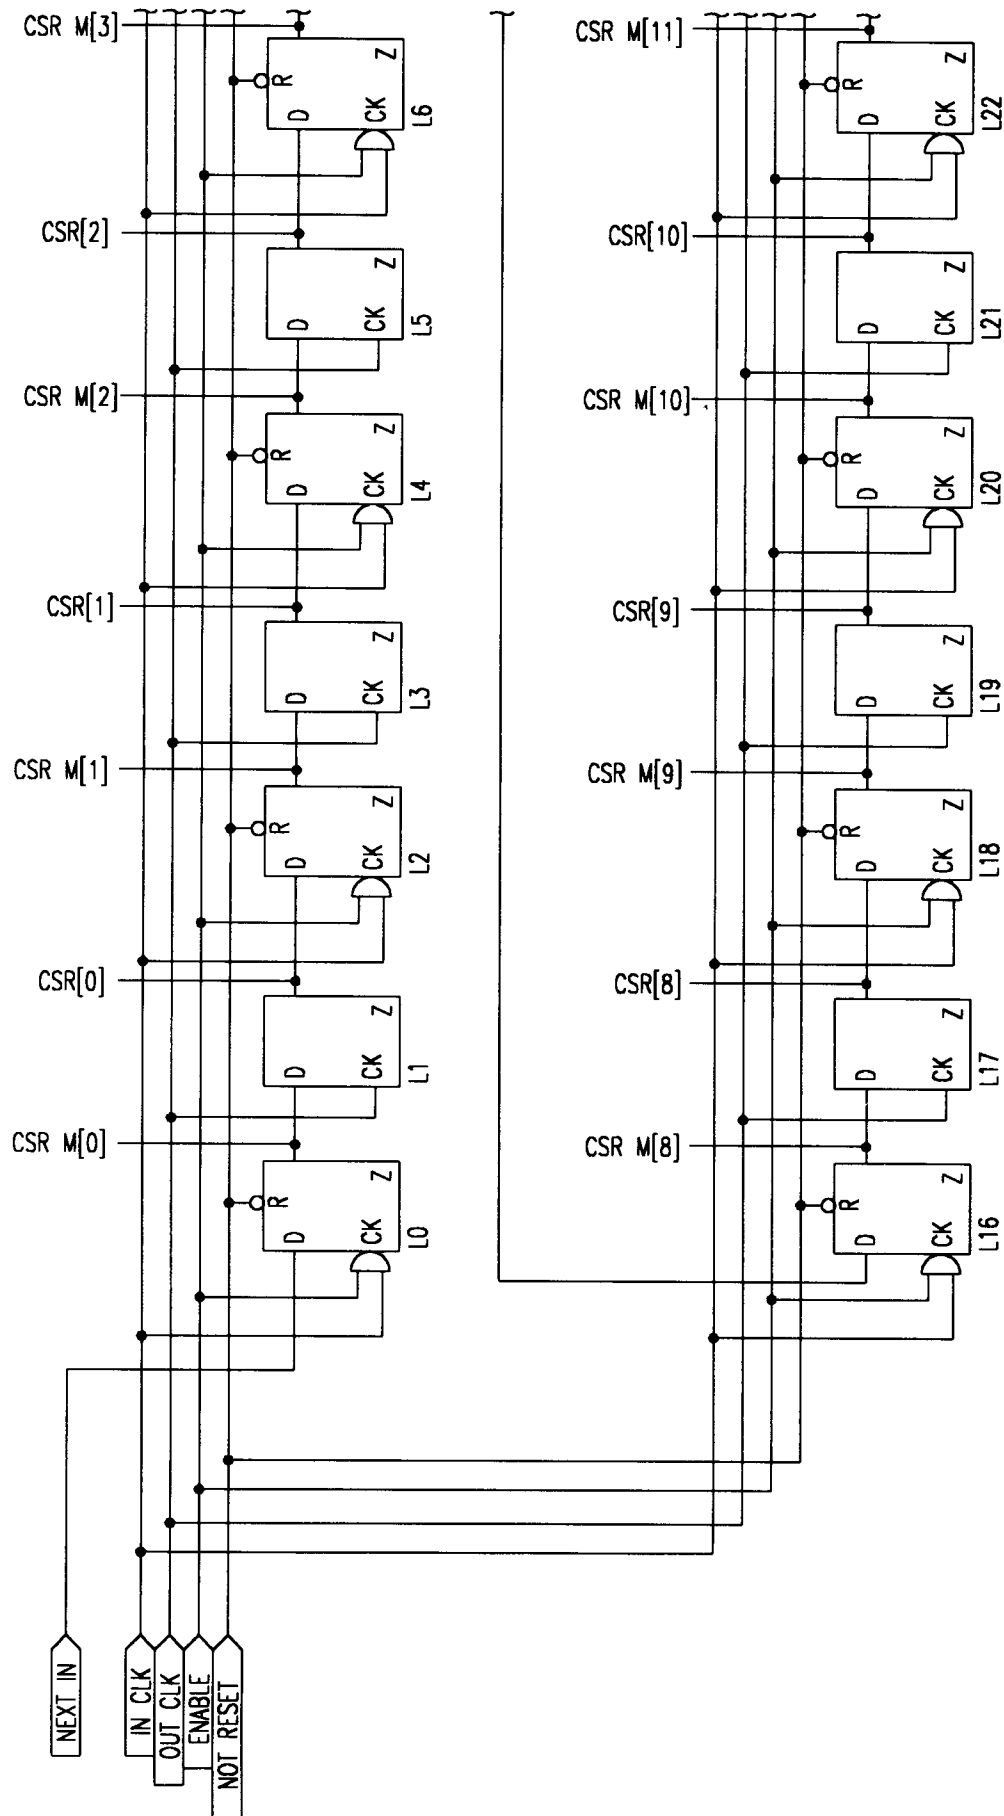 CSR M[3]
R
Z
D
CK
L6
CSR[2]
Z
D
CK
L5
CSR M[2]
R
Z
D
CK
L4
CSR[1]
Z
D
CK
L3
CSR M[1]
R
Z
D
CK
L2
CSR[0]
Z
D
CK
L1
CSR M[0]
R
Z
D
CK
L0
CSR M[11]
R
Z
D
CK
L22
CSR[10]
Z
D
CK
L21
CSR M[10]
R
Z
D
CK
L20
CSR[9]
Z
D
CK
L19
CSR M[9]
R
Z
D
CK
L18
CSR[8]
Z
D
CK
L17
CSR M[8]
R
Z
D
CK
L16
NEXT IN
IN CLK
OUT CLK
ENABLE
NOT RESET